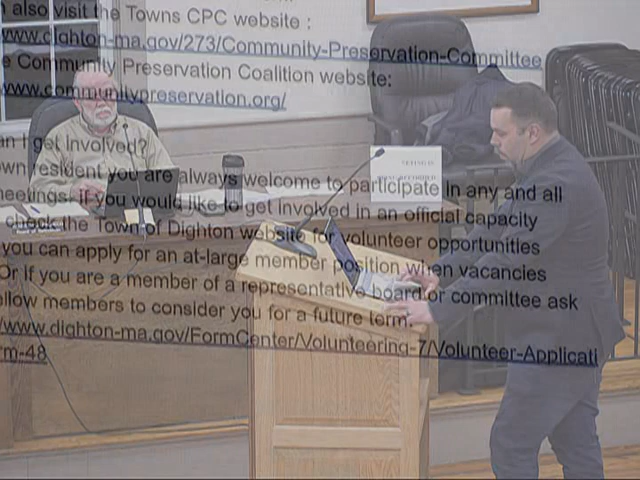 also visit the Towns CPC website :
www.dighton-ma.gov/273/Community-Preservation-Committee
e Community Preservation Coalition website:
www.communitypreservation.org/
an I get involved?
own resident you are always welcome to participate in any and all
meetings. if you would like to get involved in an official capacity
check the Town of Dighton website for volunteer opportunities
you can apply for an at-large member position when vacancies
Or If you are a member of a representative board or committee ask
ollow members to consider you for a future term.
/www.dighton-ma.gov/FormCenter/Volunteering-7/Volunteer-Applicati
rm-48